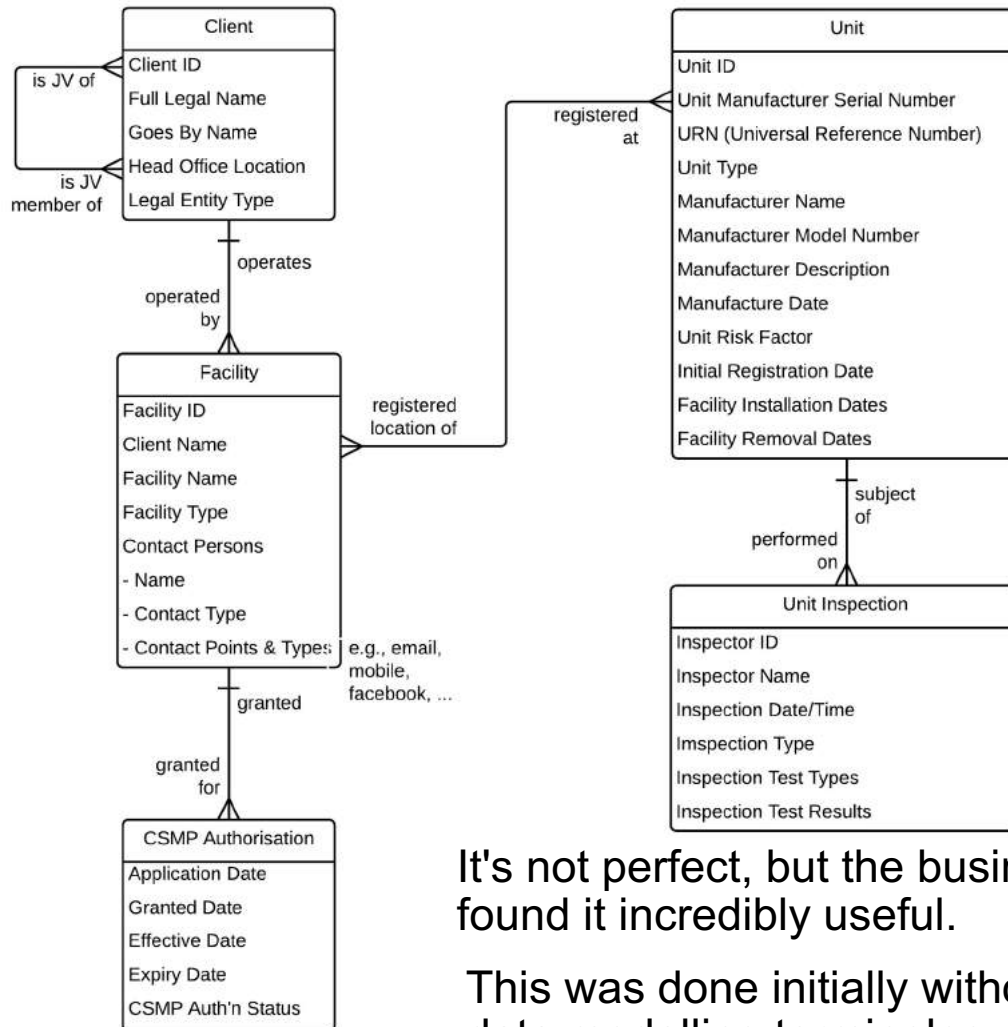 Client
Client ID
Full Legal Name
Goes By Name
Head Office Location
Legal Entity Type
is JV of
is JV
member of
operates
operated
by
Facility
Facility ID
Client Name
Facility Name
Facility Type
Contact Persons
- Name
- Contact Type
- Contact Points & Types
e.g., email,
mobile,
facebook, ...
granted
granted
for
CSMP Authorisation
Application Date
Granted Date
Effective Date
Expiry Date
CSMP Auth'n Status
registered
location of
registered
at
Unit
Unit ID
Unit Manufacturer Serial Number
URN (Universal Reference Number)
Unit Type
Manufacturer Name
Manufacturer Model Number
Manufacturer Description
Manufacture Date
Unit Risk Factor
Initial Registration Date
Facility Installation Dates
Facility Removal Dates
subject
of
performed
on
Unit Inspection
Inspector ID
Inspector Name
Inspection Date/Time
Imspection Type
Inspection Test Types
Inspection Test Results
It's not perfect, but the
found it incredibly useful.
This was done initially